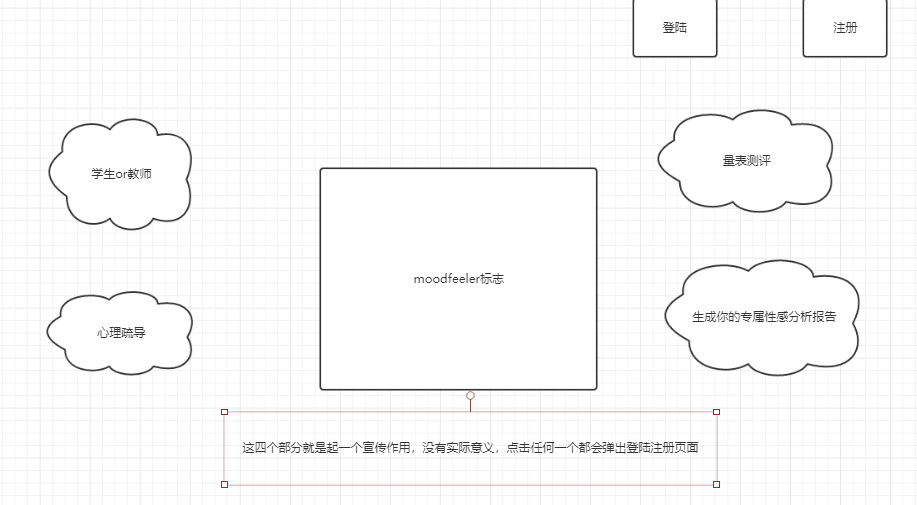 登陆
注册
学生or教师
量表测评
moodfeeler标志
生成你的专属性感分析报告
心理疏导
这四个部分就是起一个宣传作用，没有实际意义，点击任何一个都会弹出登陆注册页面